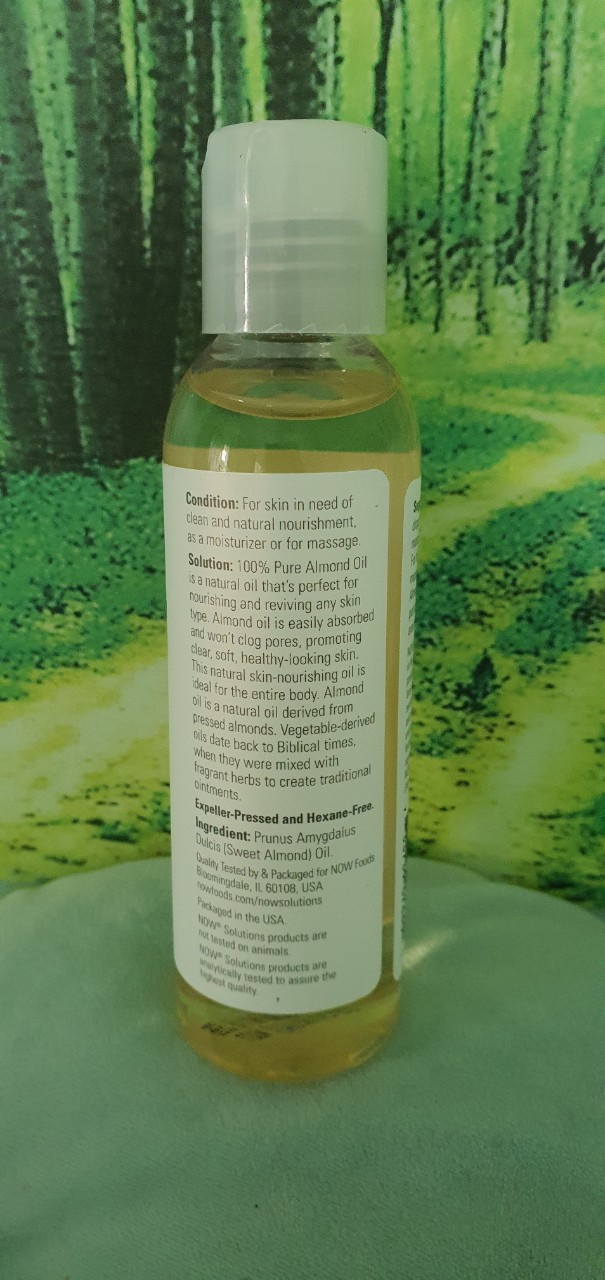 Condition: For skin in need of
clean and natural nourishment,
as a moisturizer or for massage.
Solution: 100% Pure Almond Oil
is a natural oil that's perfect for
nourishing and reviving any skin
type. Almond oil is easily absorbed
and won't clog pores, promoting
clear, soft, healthy-looking skin.
This natural skin-nourishing oil is
ideal for the entire body. Almond
oil is a natural oil derived from
pressed almonds. Vegetable-derived
oils date back to Biblical times,
when they were mixed with
fragrant herbs to create traditional
ointments.
Expeller-Pressed and Hexane-Free.
Ingredient: Prunus Amygdalus
Dulcis (Sweet Almond) Oil.
Quality Tested by & Packaged for NOW Foods
Bloomingdale, IL 60108, USA
nowfoods.com/nowsolutions
Packaged in the USA.
NOW® Solutions products are
not tested on animals.
NOW® Solutions products are
analytically tested to assure the
highest quality.